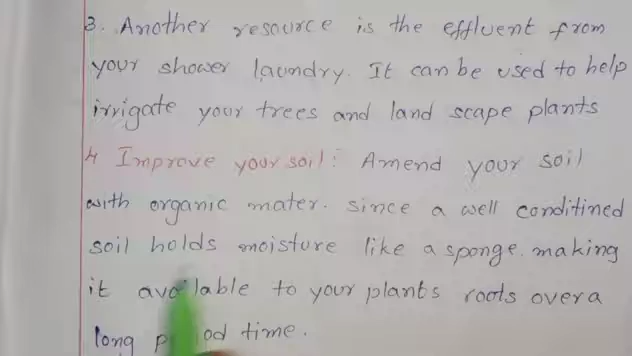 3. Another resource is the effluent from
your shower laundry. It can be used to help
irrigate your trees and land scape plants
4 Improve your soil: Amend your soil
with organic mater. since a well conditined
soil holds moisture like a sponge. making
it available to your plants roots over a
long time.